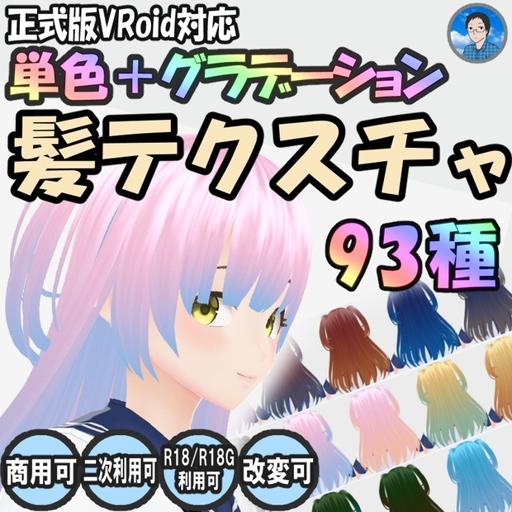 正式版VRoid対応
単色＋グラデーション
髪テクスチャ
93種
商用可
二次利用可
R18/R18G
利用可
改変可